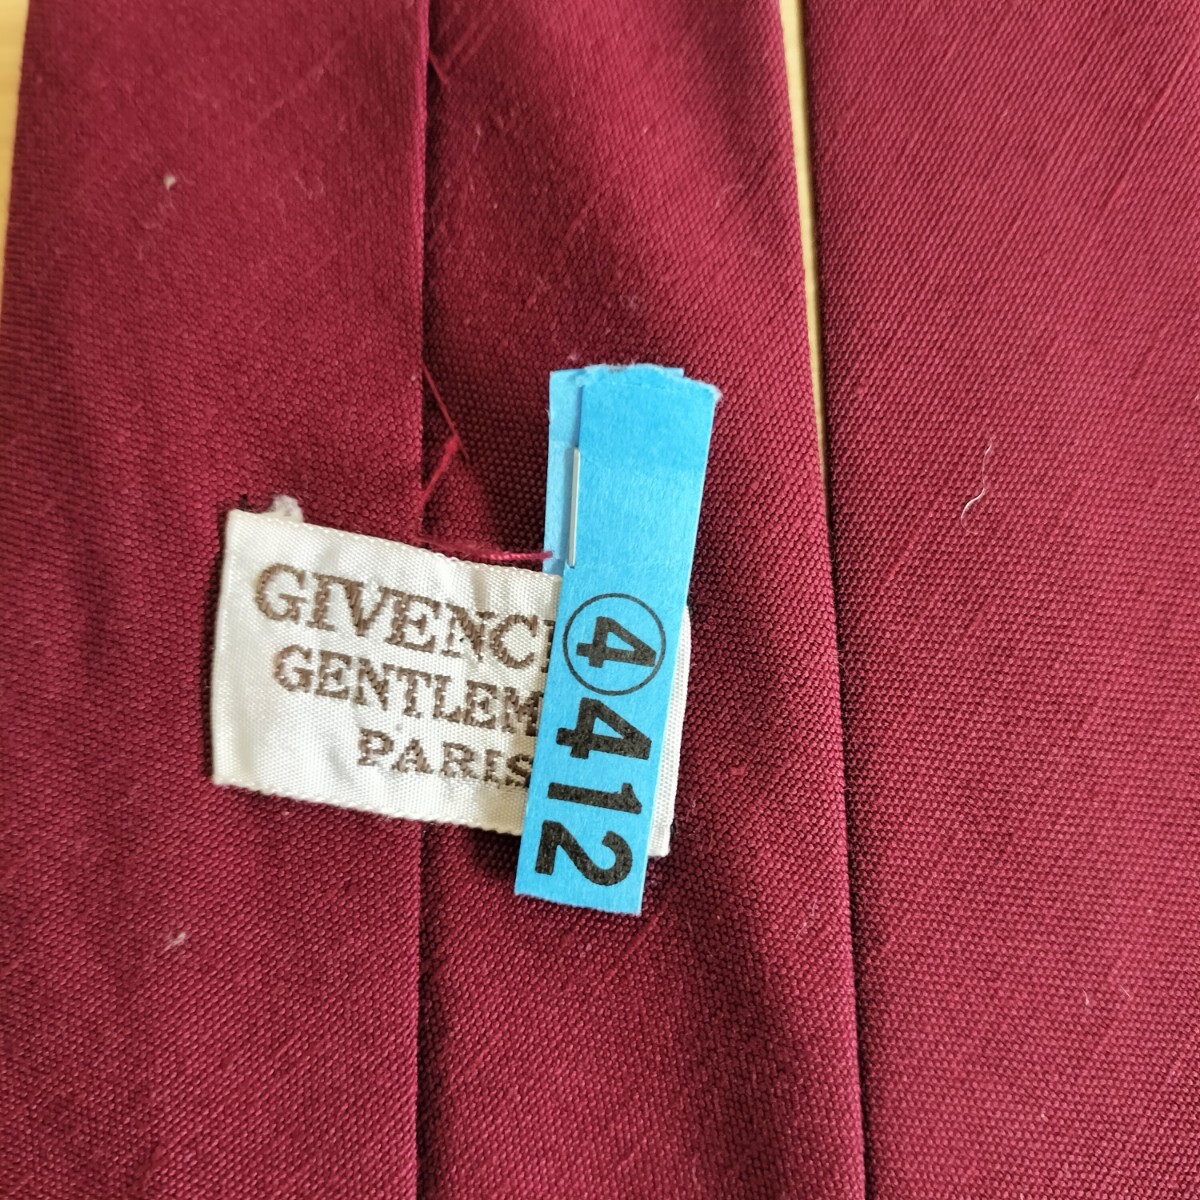 GIVENC
GENTLEM
PARIS
④412